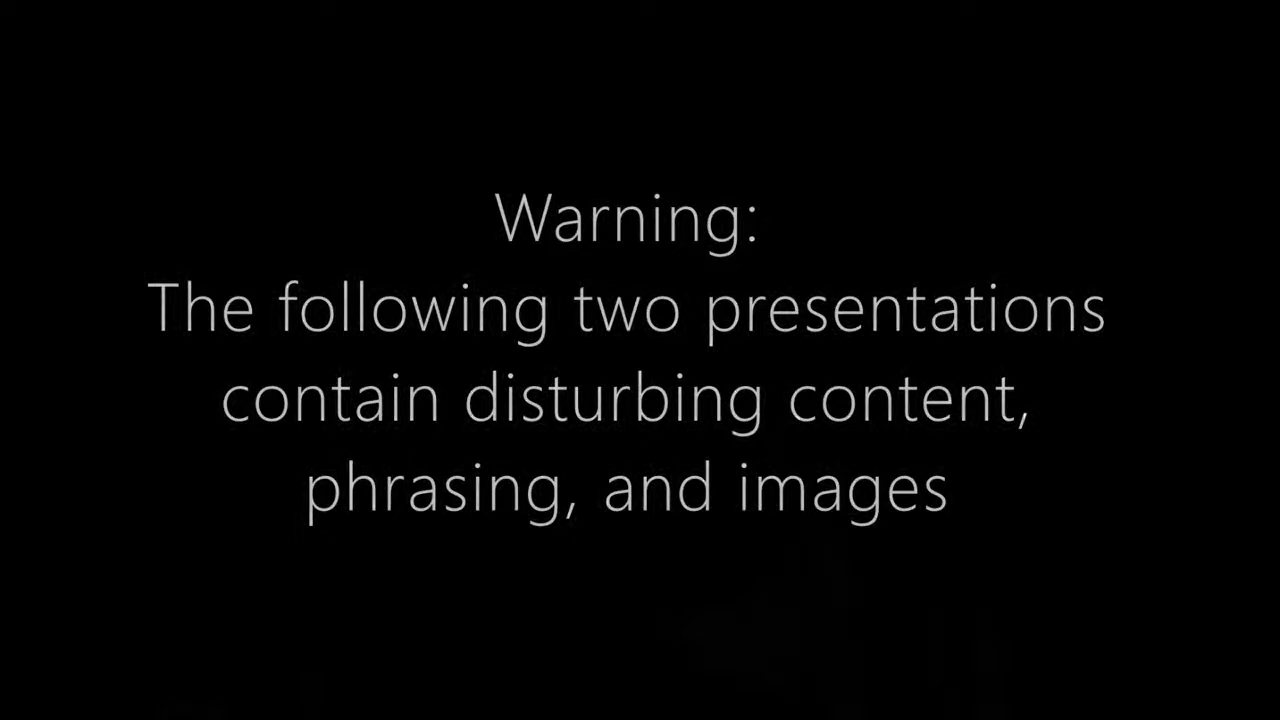 Warning:
The following two presentations
contain disturbing content,
phrasing, and images